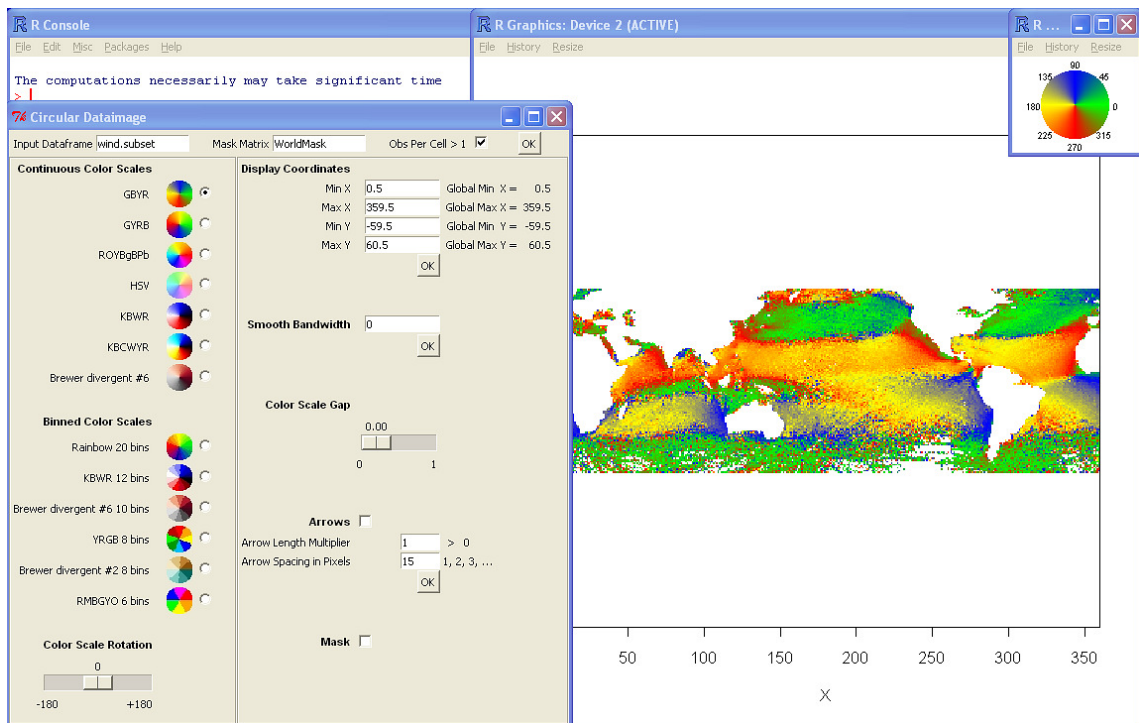 R Console
File Edit Misc Packages Help
The computations necessarily may take significant time
>
R Graphics: Device 2 (ACTIVE)
File History Resize
R ...
File History Resize
90
135 45
180 0
225 315
270
Circular Dataimage
Input Dataframe wind.subset Mask Matrix WorldMask Obs Per Cell > 1 OK
Continuous Color Scales
GBYR
GYRB
ROYBgBPb
HSV
KBWR
KBCWYR
Brewer divergent #6
Binned Color Scales
Rainbow 20 bins
KBWR 12 bins
Brewer divergent #6 10 bins
YRGB 8 bins
Brewer divergent #2 8 bins
RMBGYO 6 bins
Color Scale Rotation
0
-180 +180
Display Coordinates
Min X 0.5 Global Min X = 0.5
Max X 359.5 Global Max X = 359.5
Min Y -59.5 Global Min Y = -59.5
Max Y 60.5 Global Max Y = 60.5
OK
Smooth Bandwidth 0
OK
Color Scale Gap
0.00
0 1
Arrows
Arrow Length Multiplier 1 > 0
Arrow Spacing in Pixels 15 1, 2, 3, ...
OK
Mask
50 100 150 200 250 300 350
X